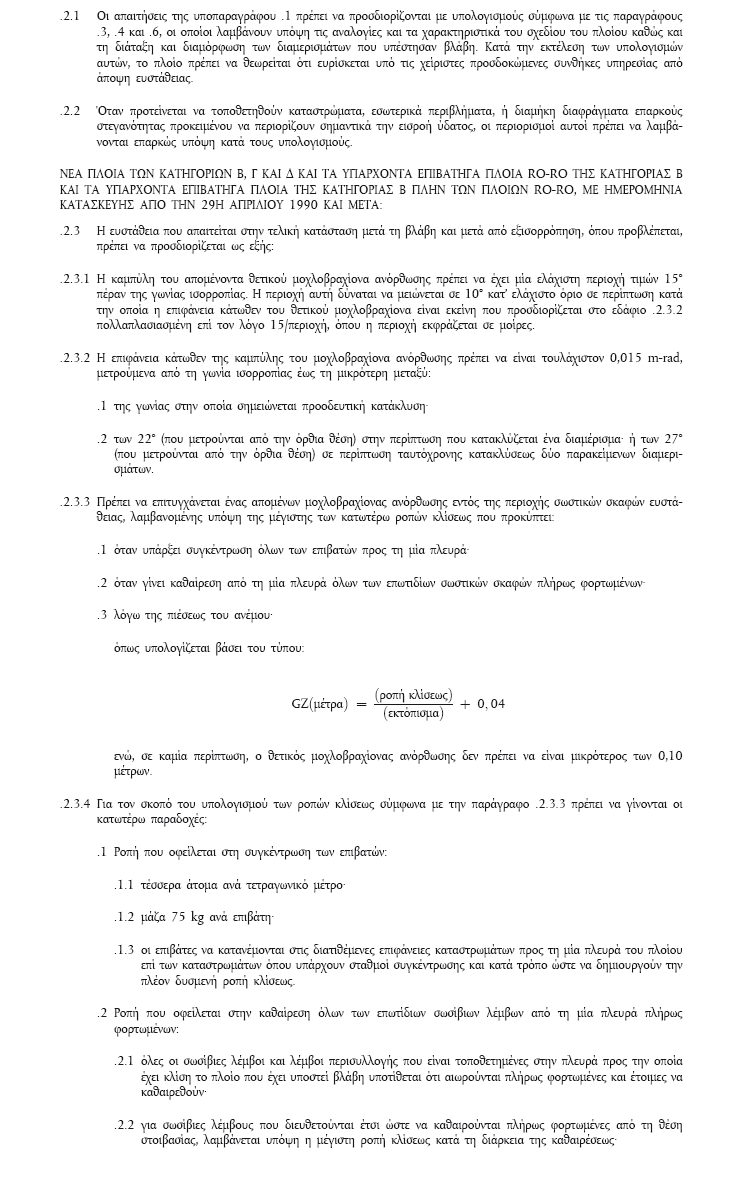 .2.1 Οι απαιτήσεις της υποπαραγράφου .1 πρέπει να προσδιορίζονται με υπολογισμούς σύμφωνα με τις παραγράφους
.3, .4 και .6, οι οποίοι λαμβάνουν υπόψη τις αναλογίες και τα χαρακτηριστικά του σχεδίου του πλοίου καθώς και
τη διάταξη και διαμόρφωση των διαμερισμάτων που υπέστησαν βλάβη. Κατά την εκτέλεση των υπολογισμών
αυτών, το πλοίο πρέπει να θεωρείται ότι ευρίσκεται υπό τις χείριστες προσδοκώμενες συνθήκες υπηρεσίας από
άποψη ευστάθειας.
.2.2 Όταν προτείνεται να τοποθετηθούν καταστρώματα, εσωτερικά περιβλήματα, ή διαμήκη διαφράγματα επαρκούς
στεγανότητας προκειμένου να περιορίζουν σημαντικά την εισροή ύδατος, οι περιορισμοί αυτοί πρέπει να λαμβά-
νονται επαρκώς υπόψη κατά τους υπολογισμούς.
ΝΕΑ ΠΛΟΙΑ ΤΩΝ ΚΑΤΗΓΟΡΙΩΝ Β, Γ ΚΑΙ Δ ΚΑΙ ΤΑ ΥΠΑΡΧΟΝΤΑ ΕΠΙΒΑΤΗΓΑ ΠΛΟΙΑ RO-RO ΤΗΣ ΚΑΤΗΓΟΡΙΑΣ Β
ΚΑΙ ΤΑ ΥΠΑΡΧΟΝΤΑ ΕΠΙΒΑΤΗΓΑ ΠΛΟΙΑ ΤΗΣ ΚΑΤΗΓΟΡΙΑΣ Β ΠΛΗΝ ΤΩΝ ΠΛΟΙΩΝ RO-RO, ΜΕ ΗΜΕΡΟΜΗΝΙΑ
ΚΑΤΑΣΚΕΥΗΣ ΑΠΟ ΤΗΝ 29Η ΑΠΡΙΛΙΟΥ 1990 ΚΑΙ ΜΕΤΑ:
.2.3 Η ευστάθεια που απαιτείται στην τελική κατάσταση μετά τη βλάβη και μετά από εξισορρόπηση, όπου προβλέπεται,
πρέπει να προσδιορίζεται ως εξής:
.2.3.1 Η καμπύλη του απομένοντα θετικού μοχλοβραχίονα ανόρθωσης πρέπει να έχει μία ελάχιστη περιοχή τιμών 15°
πέραν της γωνίας ισορροπίας. Η περιοχή αυτή δύναται να μειώνεται σε 10° κατ' ελάχιστο όριο σε περίπτωση κατά
την οποία η επιφάνεια κάτωθεν του θετικού μοχλοβραχίονα είναι εκείνη που προσδιορίζεται στο εδάφιο .2.3.2
πολλαπλασιασμένη επί τον λόγο 15/περιοχή, όπου η περιοχή εκφράζεται σε μοίρες.
.2.3.2 Η επιφάνεια κάτωθεν της καμπύλης του μοχλοβραχίονα ανόρθωσης πρέπει να είναι τουλάχιστον 0,015 m-rad,
μετρούμενα από τη γωνία ισορροπίας έως τη μικρότερη μεταξύ:
.1 της γωνίας στην οποία σημειώνεται προοδευτική κατάκλυση·
.2 των 22° (που μετρούνται από την όρθια θέση) στην περίπτωση που κατακλύζεται ένα διαμέρισμα· ή των 27°
(που μετρούνται από την όρθια θέση) σε περίπτωση ταυτόχρονης κατακλύσεως δύο παρακείμενων διαμερι-
σμάτων.
.2.3.3 Πρέπει να επιτυγχάνεται ένας απομένων μοχλοβραχίονας ανόρθωσης εντός της περιοχής σωστικών σκαφών ευστά-
θειας, λαμβανομένης υπόψη της μέγιστης των κατωτέρω ροπών κλίσεως που προκύπτει:
.1 όταν υπάρξει συγκέντρωση όλων των επιβατών προς τη μία πλευρά·
.2 όταν γίνει καθαίρεση από τη μία πλευρά όλων των επωτιδίων σωστικών σκαφών πλήρως φορτωμένων·
.3 λόγω της πιέσεως του ανέμου·
όπως υπολογίζεται βάσει του τύπου:
GZ(μέτρα) = (ροπή κλίσεως) / (εκτόπισμα) + 0,04
ενώ, σε καμία περίπτωση, ο θετικός μοχλοβραχίονας ανόρθωσης δεν πρέπει να είναι μικρότερος των 0,10
μέτρων.
.2.3.4 Για τον σκοπό του υπολογισμού των ροπών κλίσεως σύμφωνα με την παράγραφο .2.3.3 πρέπει να γίνονται οι
κατωτέρω παραδοχές:
.1 Ροπή που οφείλεται στη συγκέντρωση των επιβατών:
.1.1 τέσσερα άτομα ανά τετραγωνικό μέτρο·
.1.2 μάζα 75 kg ανά επιβάτη·
.1.3 οι επιβάτες να κατανέμονται στις διατιθέμενες επιφάνειες καταστρωμάτων προς τη μία πλευρά του πλοίου
επί των καταστρωμάτων όπου υπάρχουν σταθμοί συγκέντρωσης και κατά τρόπο ώστε να δημιουργούν την
πλέον δυσμενή ροπή κλίσεως.
.2 Ροπή που οφείλεται στην καθαίρεση όλων των επωτίδιων σωσίβιων λέμβων από τη μία πλευρά πλήρως
φορτωμένων:
.2.1 όλες οι σωσίβιες λέμβοι και λέμβοι περισυλλογής που είναι τοποθετημένες στην πλευρά προς την οποία
έχει κλίση το πλοίο που έχει υποστεί βλάβη υποτίθεται ότι αιωρούνται πλήρως φορτωμένες και έτοιμες να
καθαιρεθούν·
.2.2 για σωσίβιες λέμβους που διευθετούνται έτσι ώστε να καθαιρούνται πλήρως φορτωμένες από τη θέση
στοιβασίας, λαμβάνεται υπόψη η μέγιστη ροπή κλίσεως κατά τη διάρκεια της καθαιρέσεως·